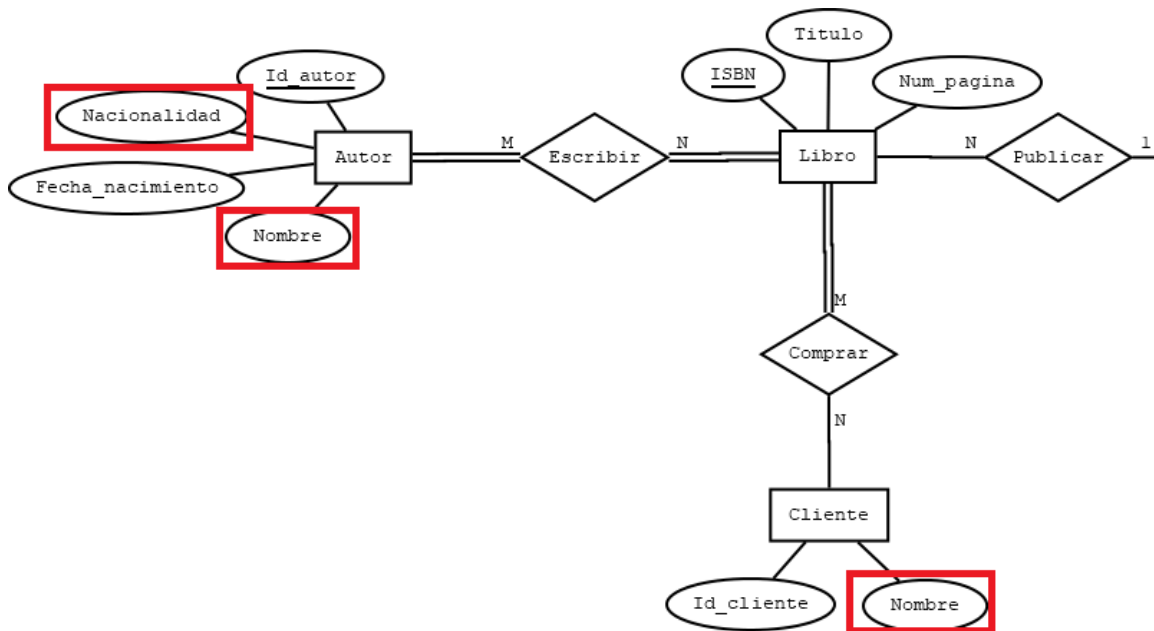 Titulo
Id_autor
ISBN
Num_pagina
Nacionalidad
M
N
N
1
Autor
Escribir
Libro
Publicar
Fecha_nacimiento
Nombre
M
Comprar
N
Cliente
Id_cliente
Nombre